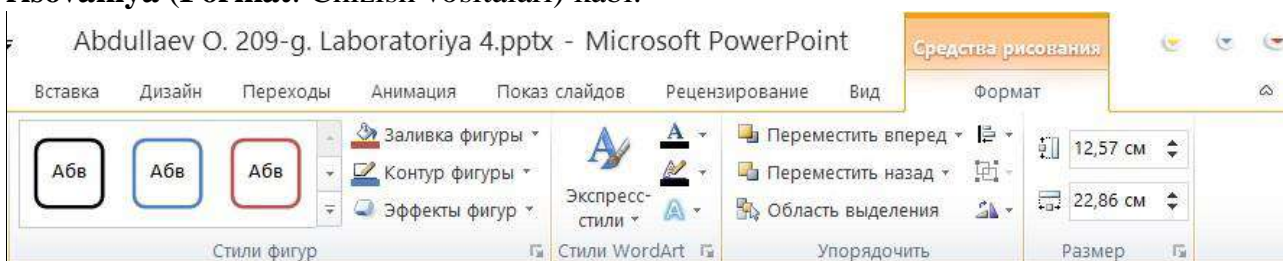 Abdullaev O. 209-g. Laboratoriya 4.pptx - Microsoft PowerPoint
Средства рисования
Вставка Дизайн Переходы Анимация Показ слайдов Рецензирование Вид Формат
Абв Абв Абв
Заливка фигуры
Контур фигуры
Эффекты фигур
Экспресс-
стили
Переместить вперед
Переместить назад
Область выделения
12,57 см
22,86 см
Стили фигур Стили WordArt Упорядочить Размер